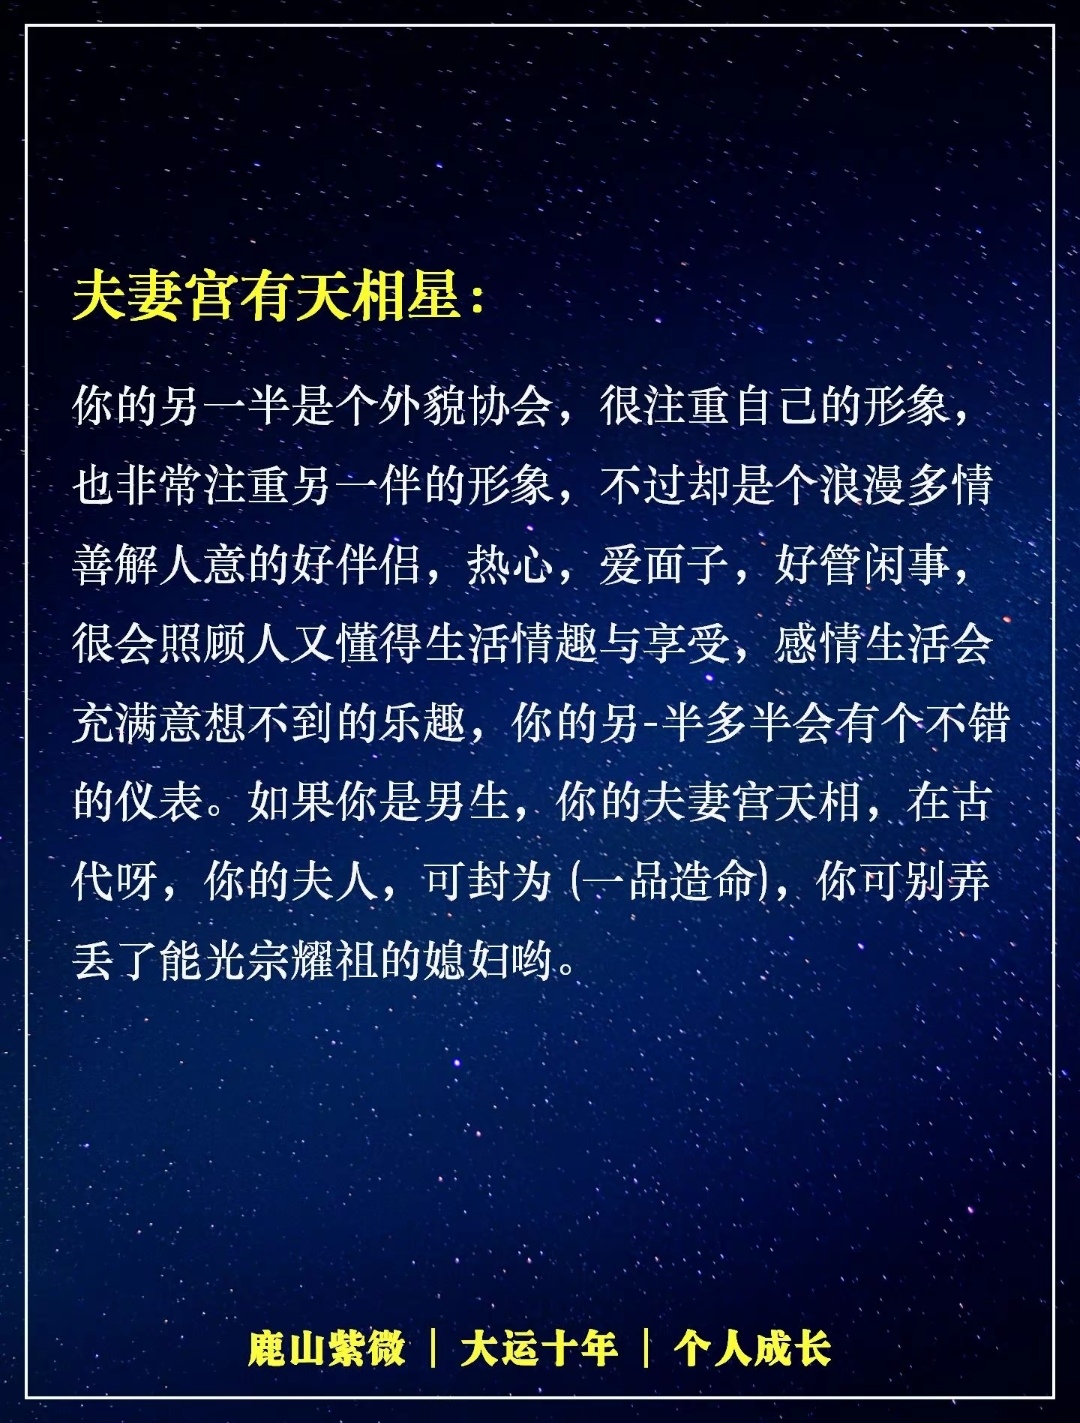 夫妻宫有天相星：
你的另一半是个外貌协会，很注重自己的形象，
也非常注重另一伴的形象，不过却是个浪漫多情
善解人意的好伴侣，热心，爱面子，好管闲事，
很会照顾人又懂得生活情趣与享受，感情生活会
充满意想不到的乐趣，你的另-半多半会有个不错
的仪表。如果你是男生，你的夫妻宫天相，在古
代呀，你的夫人，可封为 (一品造命)，你可别弄
丢了能光宗耀祖的媳妇哟。
鹿山紫微 | 大运十年 | 个人成长